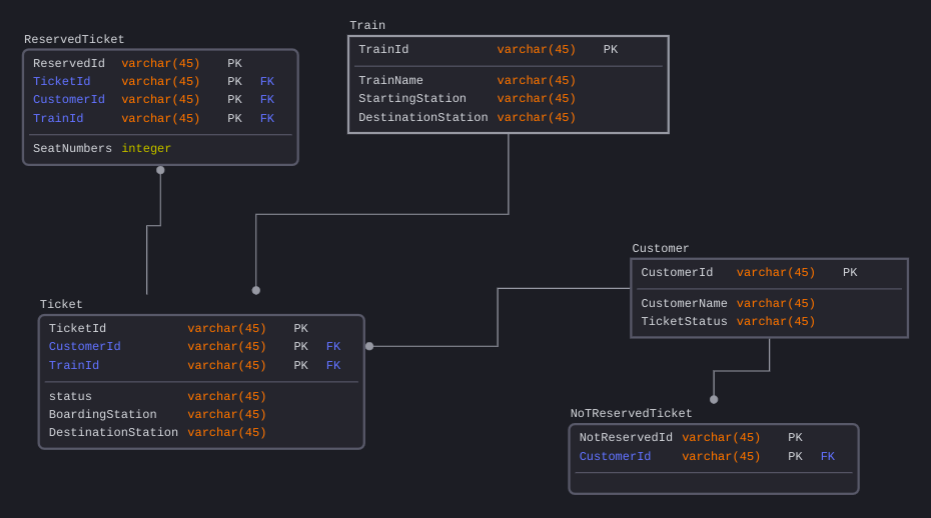 ReservedTicket
ReservedId varchar(45) PK
TicketId varchar(45) PK FK
CustomerId varchar(45) PK FK
TrainId varchar(45) PK FK
SeatNumbers integer
Train
TrainId varchar(45) PK
TrainName varchar(45)
StartingStation varchar(45)
DestinationStation varchar(45)
Customer
CustomerId varchar(45) PK
CustomerName varchar(45)
TicketStatus varchar(45)
Ticket
TicketId varchar(45) PK
CustomerId varchar(45) PK FK
TrainId varchar(45) PK FK
status varchar(45)
BoardingStation varchar(45)
DestinationStation varchar(45)
NoTReservedTicket
NotReservedId varchar(45) PK
CustomerId varchar(45) PK FK